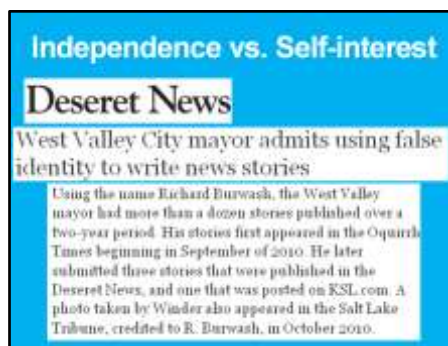 Independence vs. Self-interest
Deseret News
West Valley City mayor admits using false
identity to write news stories
Using the name Richard Burwash, the West Valley
mayor had more than a dozen stories published over a
two-year period. His stories first appeared in the Oquirrh
Times beginning in September of 2010. He later
submitted three stories that were published in the
Deseret News, and one that was posted on KSL.com. A
photo taken by Winder also appeared in the Salt Lake
Tribune, credited to R. Burwash, in October 2010.